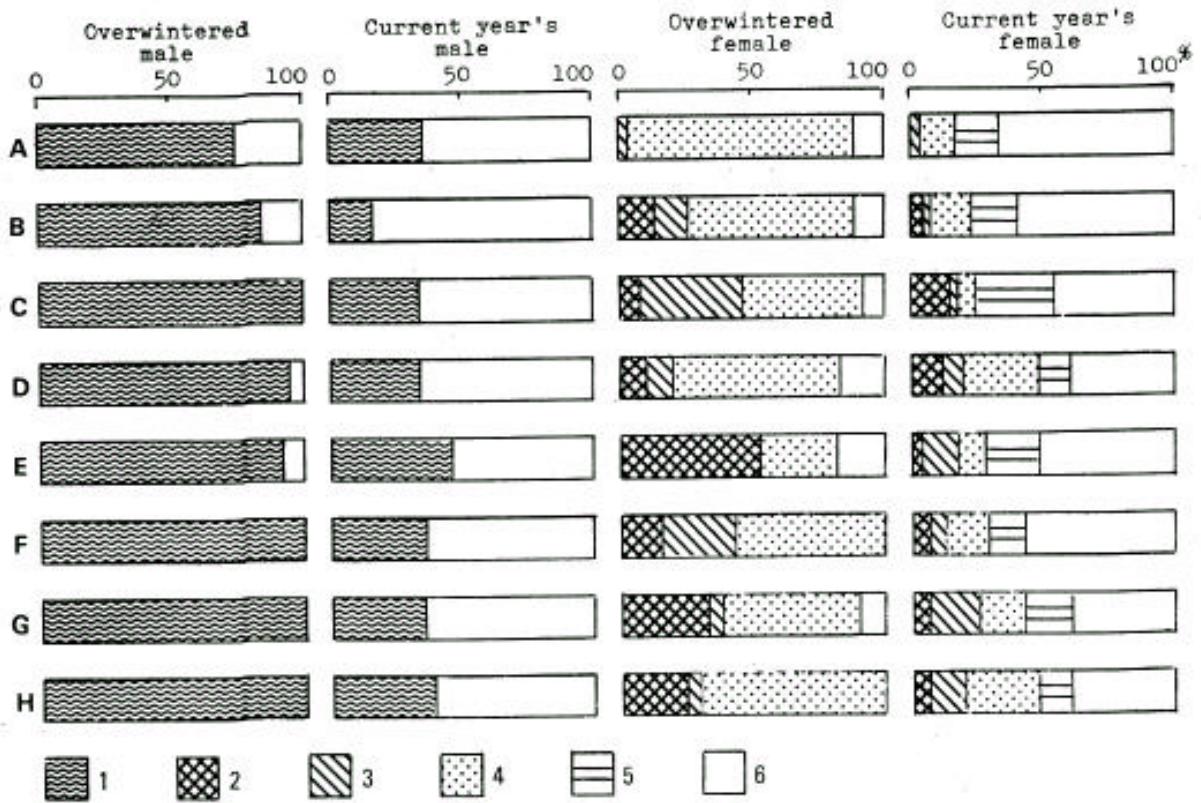 Overwintered
male
0 50 100
Current year's
male
0 50 100
Overwintered
female
0 50 100
Current year's
female
0 50 100%
A
B
C
D
E
F
G
H
1 2 3 4 5 6